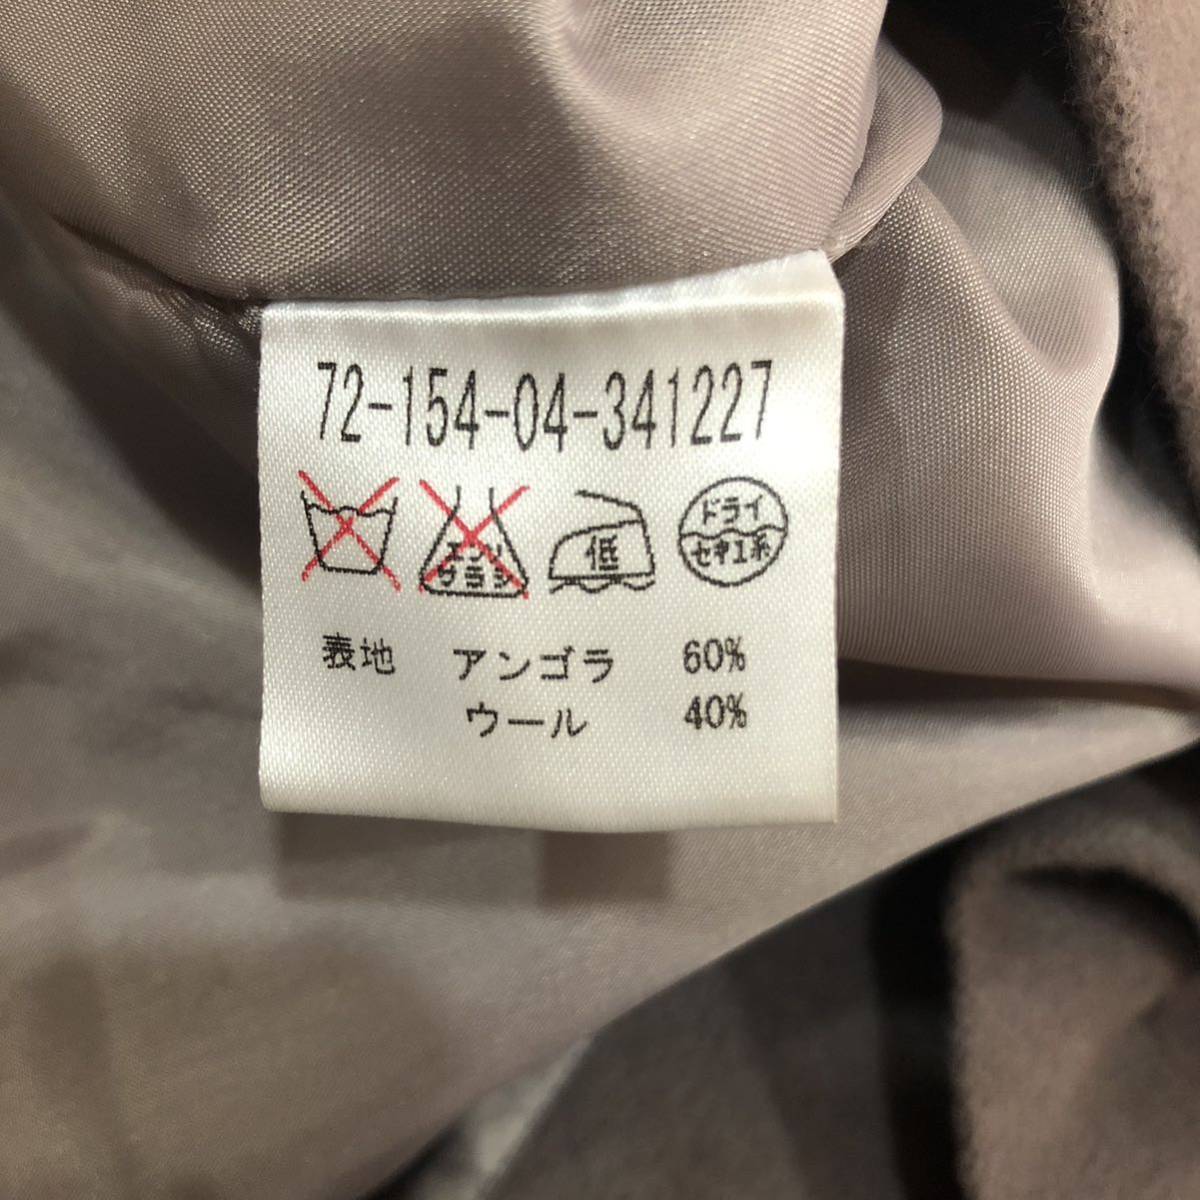 72-154-04-341227
エンソ 低 ドライ
サラシ セキユ系
表地 アンゴラ 60%
ウール 40%